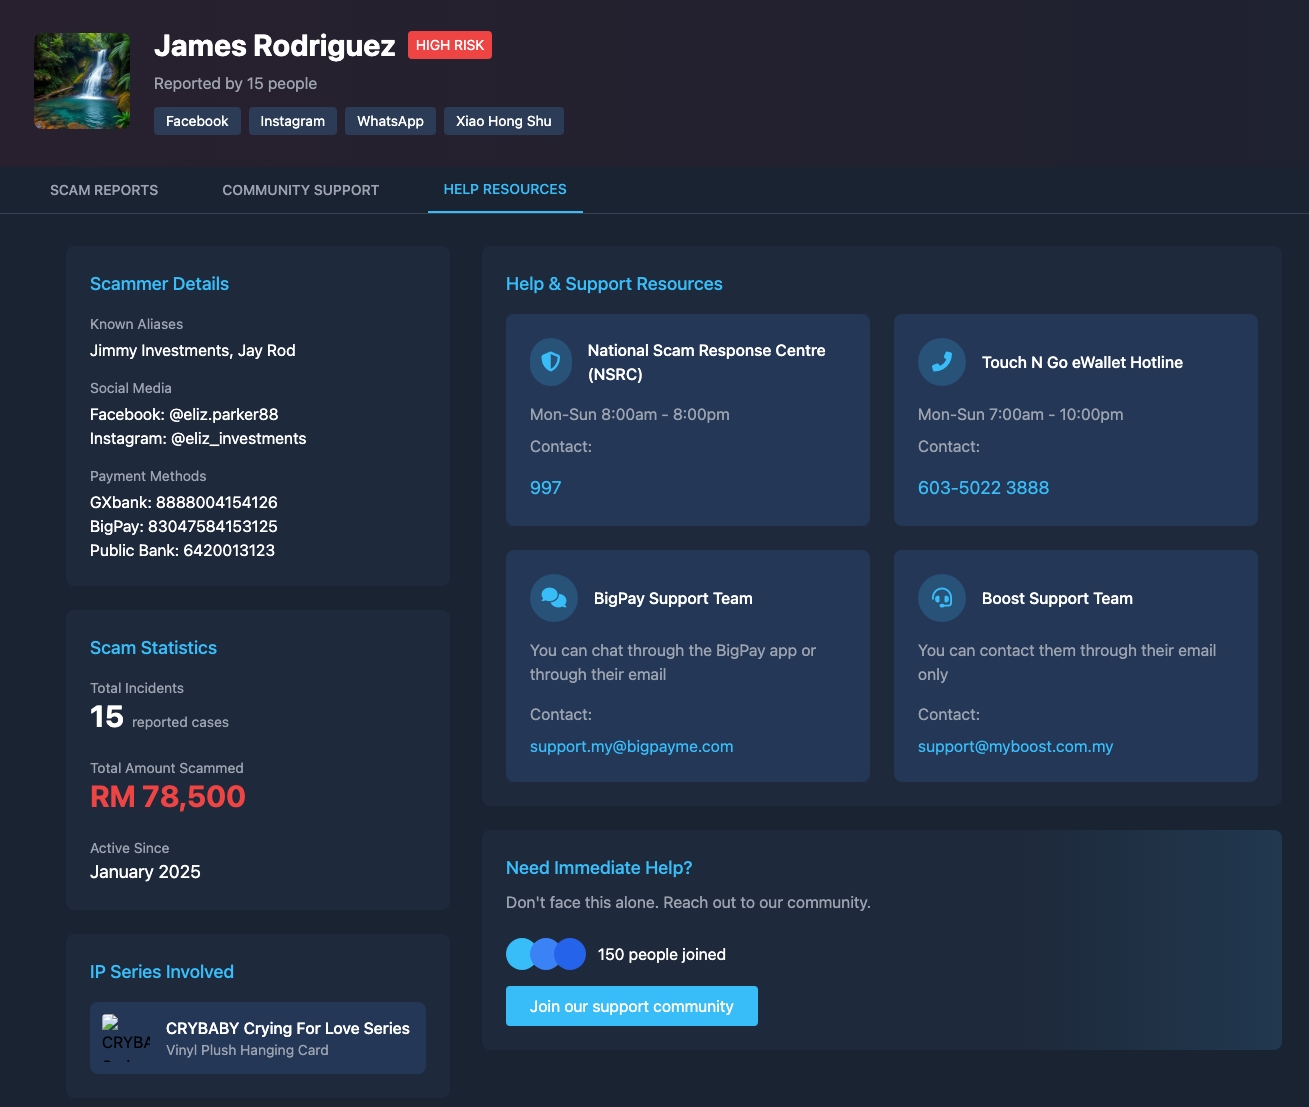 James Rodriguez
HIGH RISK
Reported by 15 people
Facebook
Instagram
WhatsApp
Xiao Hong Shu
SCAM REPORTS
COMMUNITY SUPPORT
HELP RESOURCES
Scammer Details
Known Aliases
Jimmy Investments, Jay Rod
Social Media
Facebook: @eliz.parker88
Instagram: @eliz_investments
Payment Methods
GXbank: 8888004154126
BigPay: 83047584153125
Public Bank: 6420013123
Scam Statistics
Total Incidents
15 reported cases
Total Amount Scammed
RM 78,500
Active Since
January 2025
IP Series Involved
CRYBA
CRYBABY Crying For Love Series
Vinyl Plush Hanging Card
Help & Support Resources
National Scam Response Centre
(NSRC)
Mon-Sun 8:00am - 8:00pm
Contact:
997
Touch N Go eWallet Hotline
Mon-Sun 7:00am - 10:00pm
Contact:
603-5022 3888
BigPay Support Team
You can chat through the BigPay app or
through their email
Contact:
support.my@bigpayme.com
Boost Support Team
You can contact them through their email
only
Contact:
support@myboost.com.my
Need Immediate Help?
Don't face this alone. Reach out to our community.
150 people joined
Join our support community